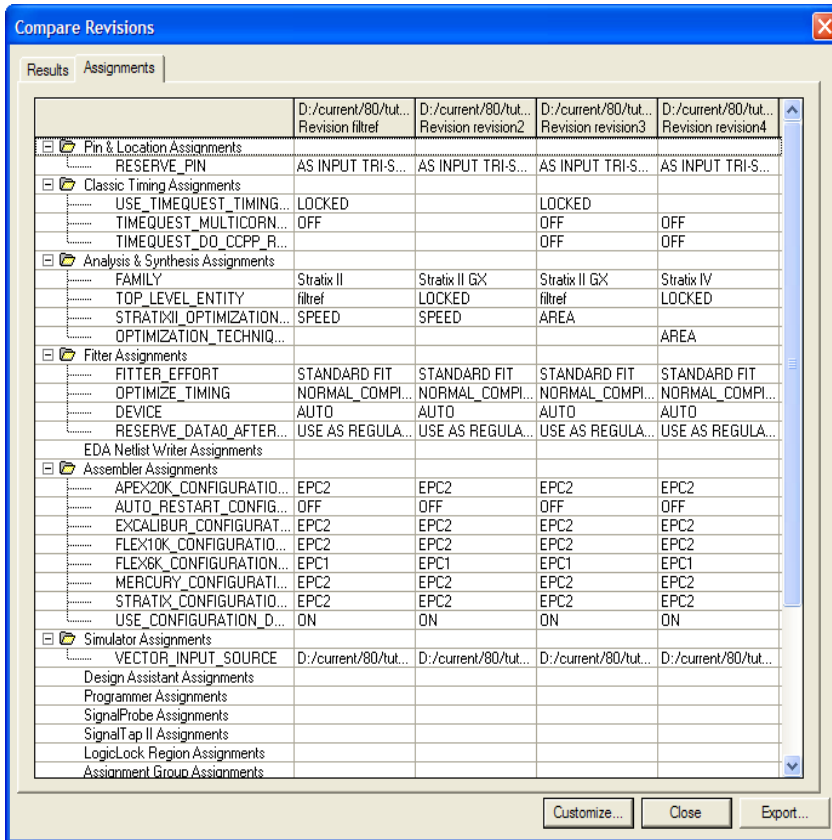 Compare Revisions
Results Assignments
D:/current/80/tut... D:/current/80/tut... D:/current/80/tut... D:/current/80/tut...
Revision filtref Revision revision2 Revision revision3 Revision revision4
Pin & Location Assignments
RESERVE_PIN AS INPUT TRI-S... AS INPUT TRI-S... AS INPUT TRI-S... AS INPUT TRI-S...
Classic Timing Assignments
USE_TIMEQUEST_TIMING... LOCKED LOCKED
TIMEQUEST_MULTICORN... OFF OFF OFF
TIMEQUEST_DO_CCPP_R... OFF OFF
Analysis & Synthesis Assignments
FAMILY Stratix II Stratix II GX Stratix II GX Stratix IV
TOP_LEVEL_ENTITY filtref LOCKED filtref LOCKED
STRATIXII_OPTIMIZATION... SPEED SPEED AREA
OPTIMIZATION_TECHNIQ... AREA
Fitter Assignments
FITTER_EFFORT STANDARD FIT STANDARD FIT STANDARD FIT STANDARD FIT
OPTIMIZE_TIMING NORMAL_COMPI... NORMAL_COMPI... NORMAL_COMPI... NORMAL_COMPI...
DEVICE AUTO AUTO AUTO AUTO
RESERVE_DATA0_AFTER... USE AS REGULA... USE AS REGULA... USE AS REGULA... USE AS REGULA...
EDA Netlist Writer Assignments
Assembler Assignments
APEX20K_CONFIGURATIO... EPC2 EPC2 EPC2 EPC2
AUTO_RESTART_CONFIG... OFF OFF OFF OFF
EXCALIBUR_CONFIGURAT... EPC2 EPC2 EPC2 EPC2
FLEX10K_CONFIGURATIO... EPC2 EPC2 EPC2 EPC2
FLEX6K_CONFIGURATION... EPC1 EPC1 EPC1 EPC1
MERCURY_CONFIGURATI... EPC2 EPC2 EPC2 EPC2
STRATIX_CONFIGURATIO... EPC2 EPC2 EPC2 EPC2
USE_CONFIGURATION_D... ON ON ON ON
Simulator Assignments
VECTOR_INPUT_SOURCE D:/current/80/tut... D:/current/80/tut... D:/current/80/tut... D:/current/80/tut...
Design Assistant Assignments
Programmer Assignments
SignalProbe Assignments
SignalTap II Assignments
LogicLock Region Assignments
Assignment Group Assignments
Customize... Close Export...